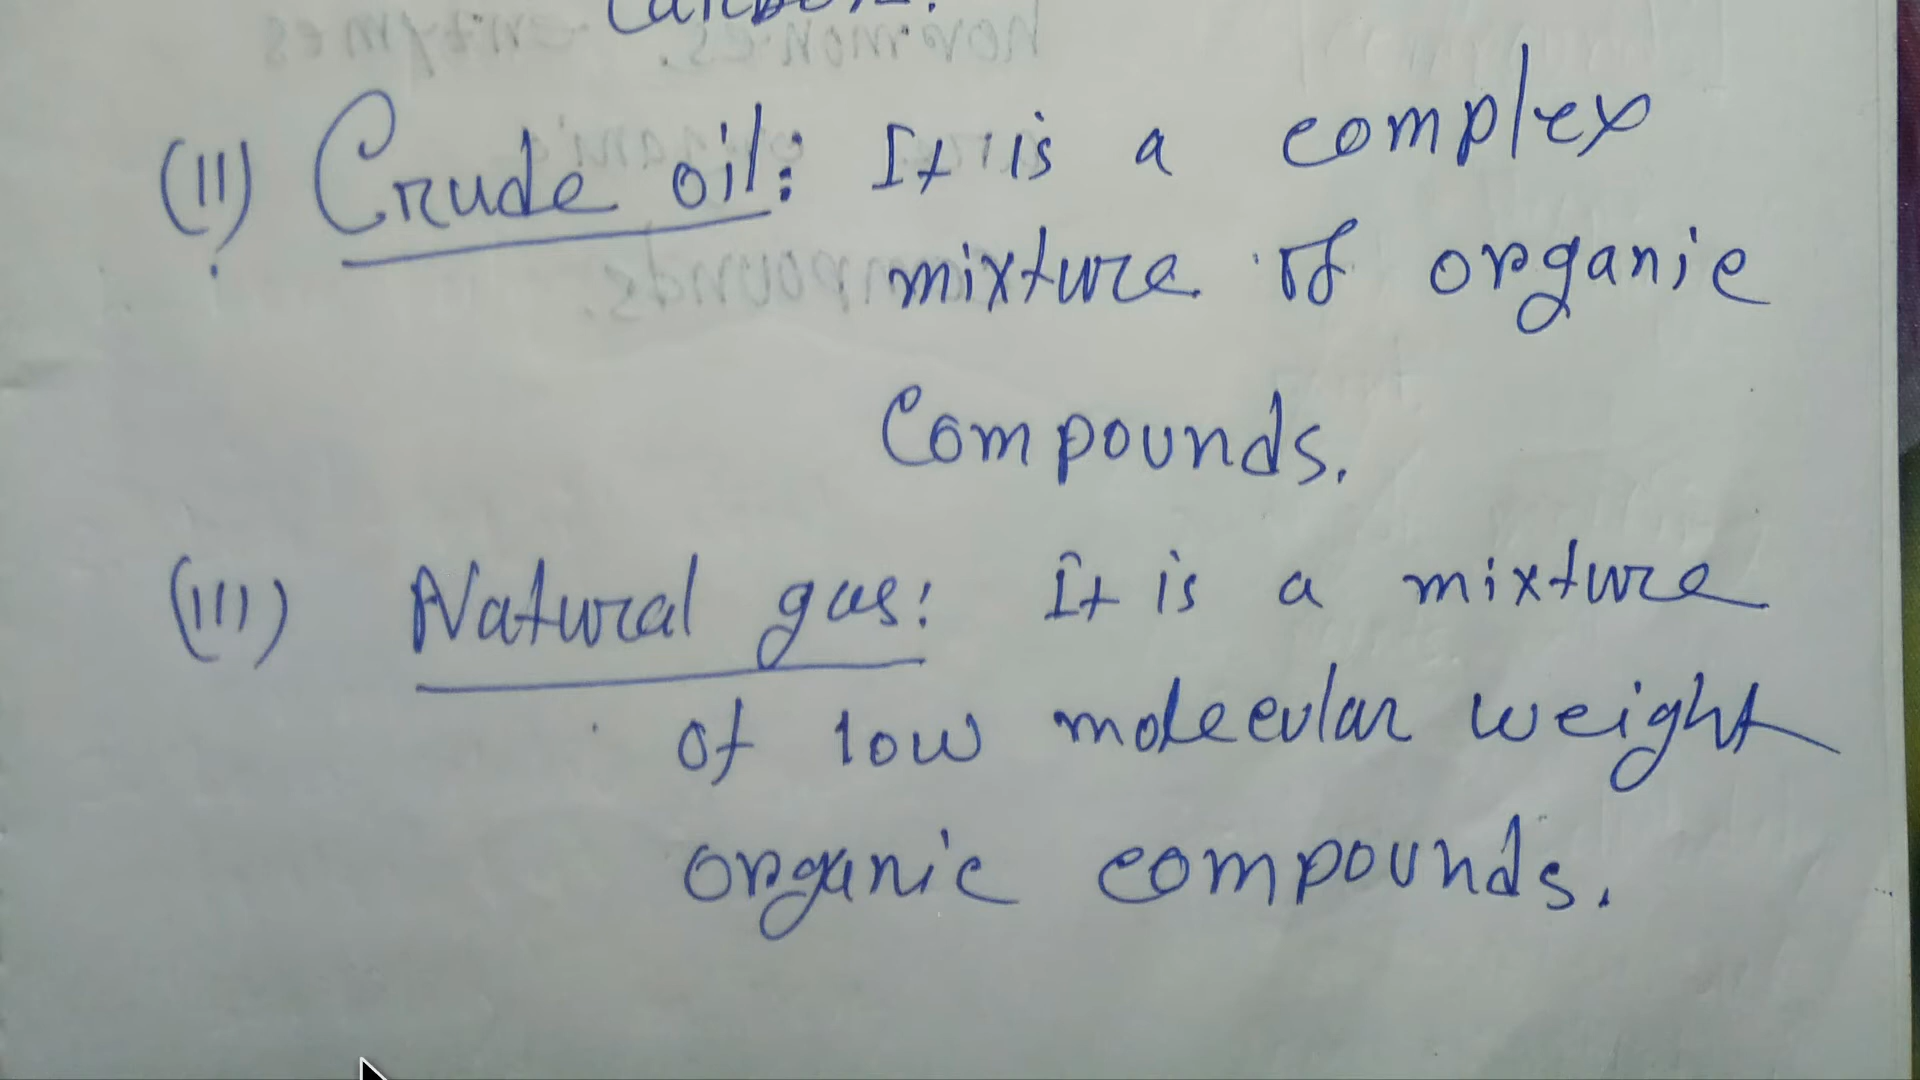 (II) Crude oil: It is a complex
mixture of organic
Compounds.
(III) Natural gas: It is a mixture
of low molecular weight
organic compounds.